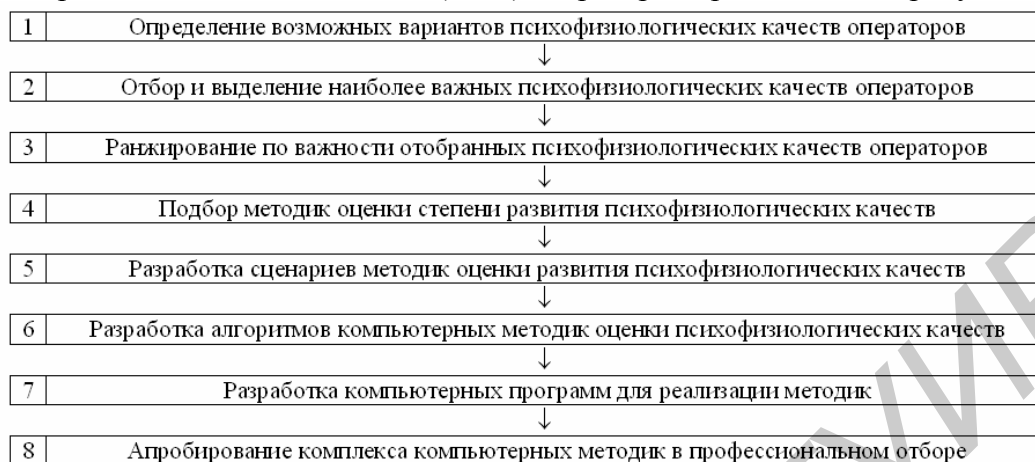 1 Определение возможных вариантов психофизиологических качеств операторов
↓
2 Отбор и выделение наиболее важных психофизиологических качеств операторов
↓
3 Ранжирование по важности отобранных психофизиологических качеств операторов
↓
4 Подбор методик оценки степени развития психофизиологических качеств
↓
5 Разработка сценариев методик оценки развития психофизиологических качеств
↓
6 Разработка алгоритмов компьютерных методик оценки психофизиологических качеств
↓
7 Разработка компьютерных программ для реализации методик
↓
8 Апробирование комплекса компьютерных методик в профессиональном отборе